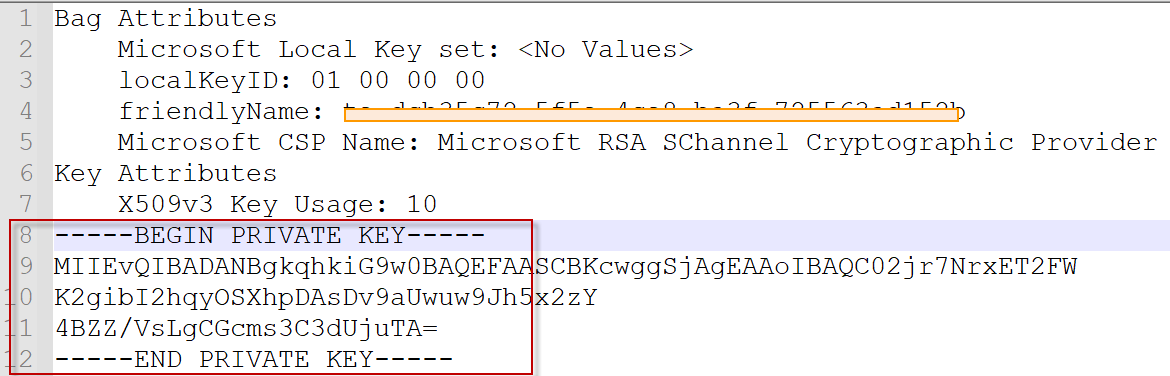 1 Bag Attributes
2 Microsoft Local Key set: <No Values>
3 localKeyID: 01 00 00 00
4 friendlyName:
5 Microsoft CSP Name: Microsoft RSA SChannel Cryptographic Provider
6 Key Attributes
7 X509v3 Key Usage: 10
8 -----BEGIN PRIVATE KEY-----
9 MIIEvQIBADANBgkqhkiG9w0BAQEFAASCBKcwggSjAgEAAoIBAQC02jr7NrxET2FW
10 K2gibI2hqyOSXhpDAsDv9aUwuw9Jh5x2zY
11 4BZZ/VsLgCGcms3C3dUjuTA=
12 -----END PRIVATE KEY-----